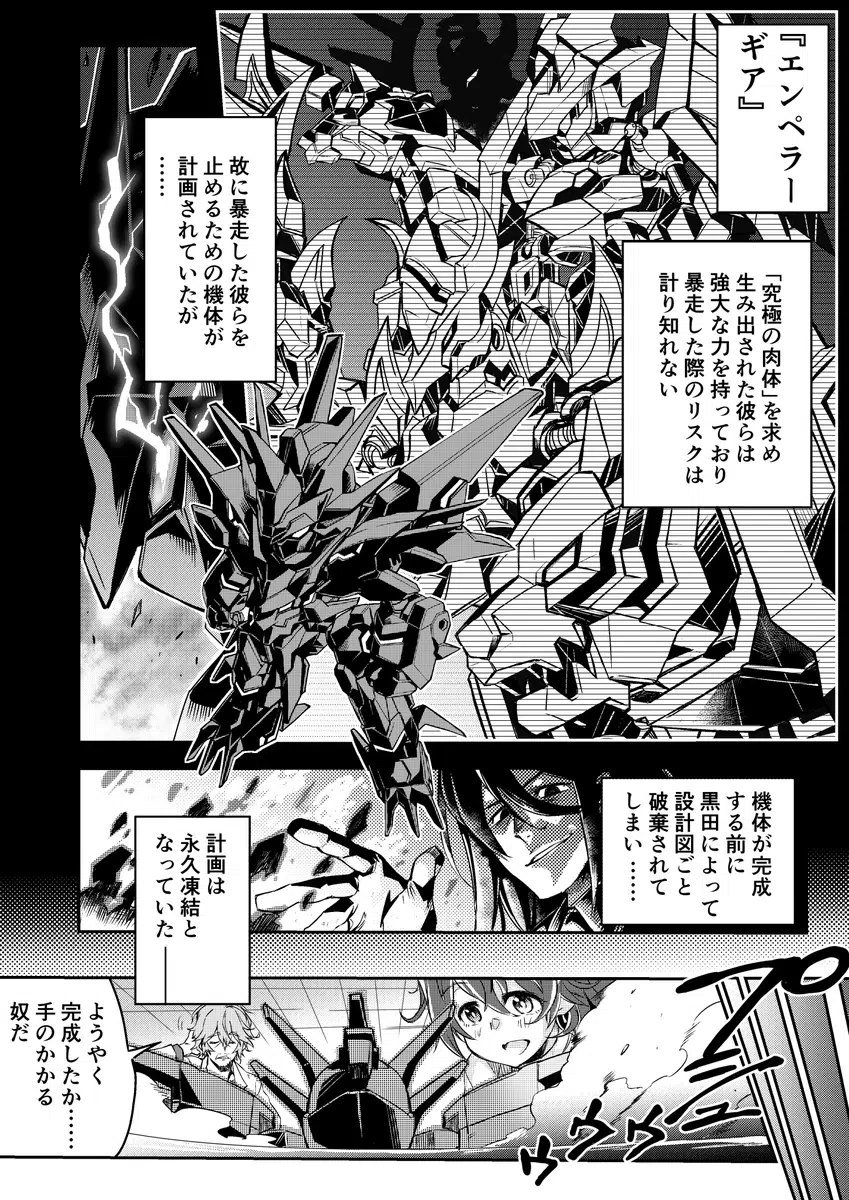 『エンペラー
ギア』
「究極の肉体」を求め
生み出された彼らは
強大な力を持っており
暴走した際のリスクは
計り知れない
故に暴走した彼らを
止めるための機体が
計画されていたが
……
機体が完成
する前に
黒田によって
設計図ごと
破棄されて
しまい……
計画は
永久凍結と
なっていた――
プシュ
ウゥゥ
ようやく
完成したか……
手のかかる
奴だ